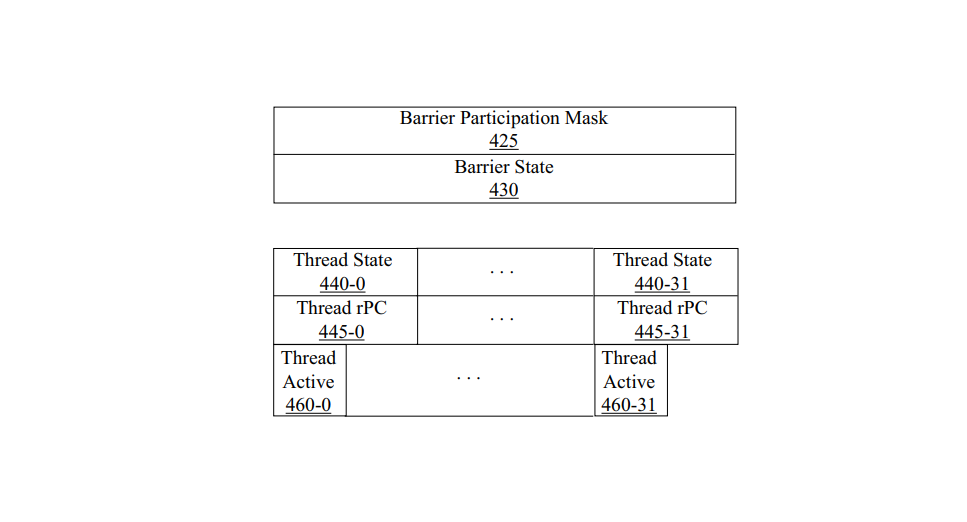 Barrier Participation Mask
425
Barrier State
430
Thread State
440-0
. . .
Thread State
440-31
Thread rPC
445-0
. . .
Thread rPC
445-31
Thread
Active
460-0
. . .
Thread
Active
460-31